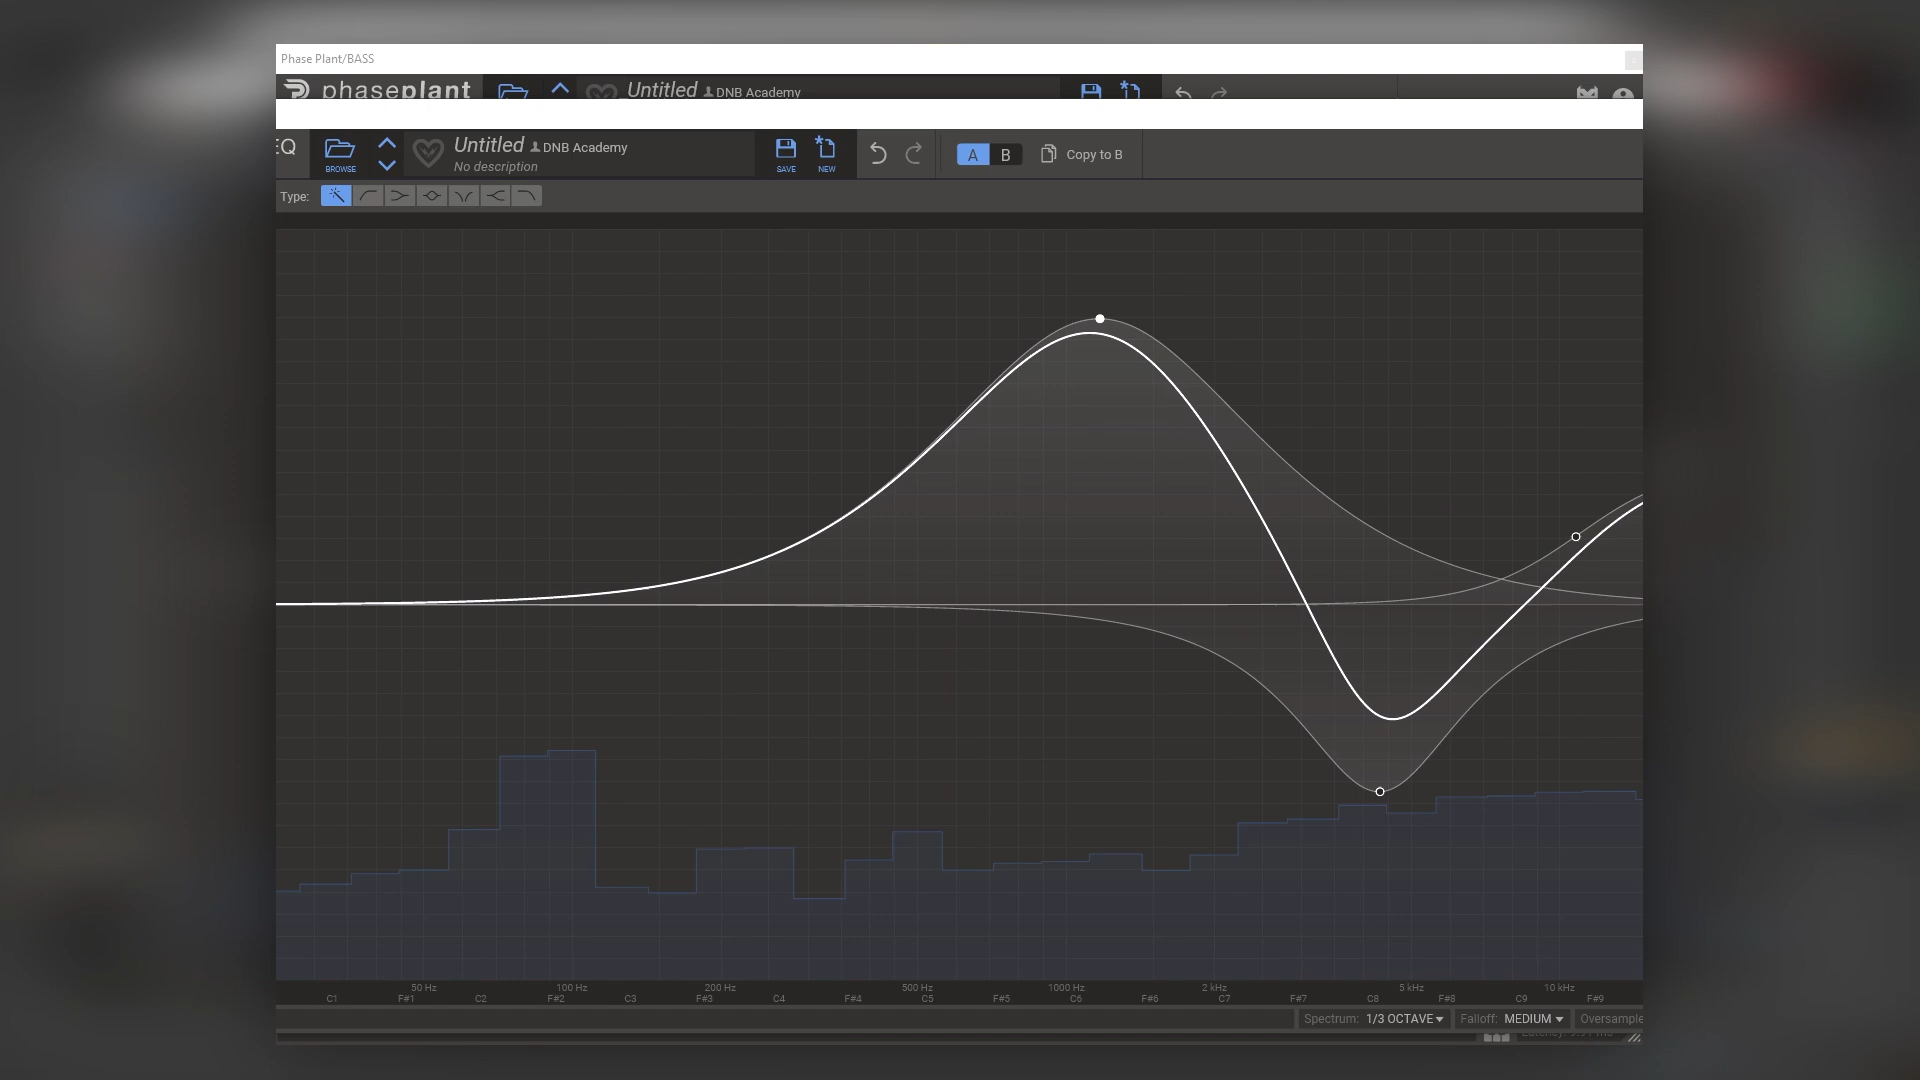 Phase Plant/BASS
phaseplant
Untitled DNB Academy
EQ
BROWSE
Untitled DNB Academy
No description
SAVE
NEW
A B
Copy to B
Type:
50 Hz 100 Hz 200 Hz 500 Hz 1000 Hz 2 kHz 5 kHz 10 kHz
C1 F#1 C2 F#2 C3 F#3 C4 F#4 C5 F#5 C6 F#6 C7 F#7 C8 F#8 C9 F#9
Spectrum: 1/3 OCTAVE Falloff: MEDIUM Oversample